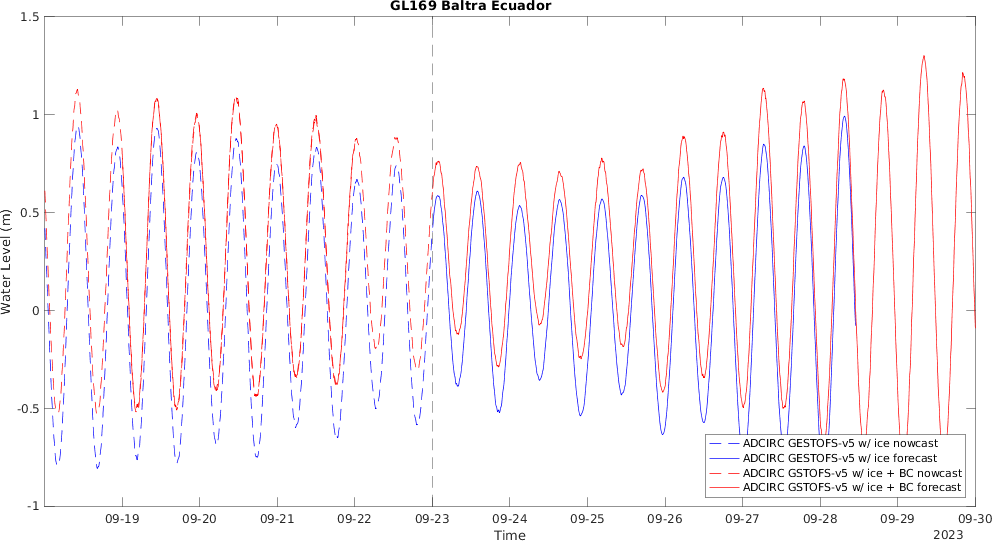 GL169 Baltra Ecuador
1.5
1
0.5
0
-0.5
-1
Water Level (m)
09-19
09-20
09-21
09-22
09-23
09-24
09-25
09-26
09-27
09-28
09-29
09-30
Time
2023
ADCIRC GESTOFS-v5 w/ ice nowcast
ADCIRC GESTOFS-v5 w/ ice forecast
ADCIRC GSTOFS-v5 w/ ice + BC nowcast
ADCIRC GSTOFS-v5 w/ ice + BC forecast